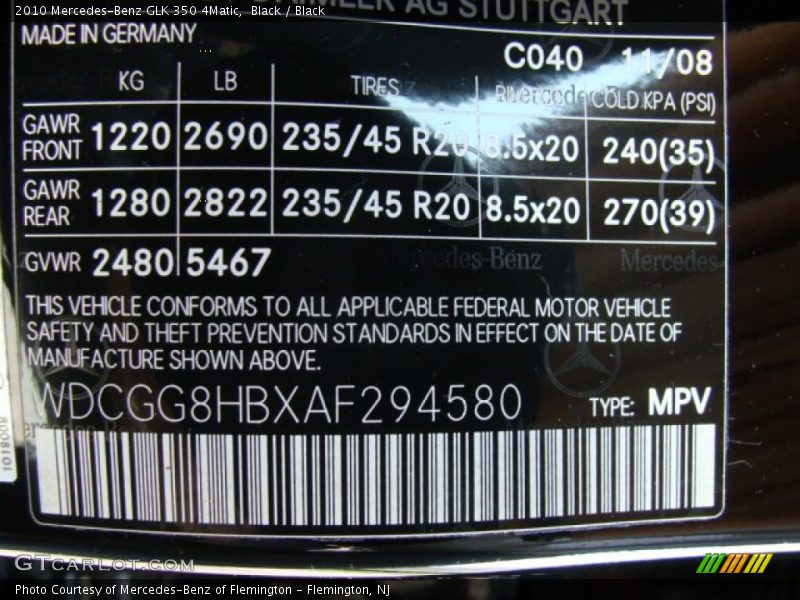 2010 Mercedes-Benz GLK 350 4Matic, Black / Black
DAIMLER AG STUTTGART
MADE IN GERMANY
C040 11/08
KG LB TIRES COLD KPA (PSI)
GAWR FRONT 1220 2690 235/45 R20 8.5x20 240(35)
GAWR REAR 1280 2822 235/45 R20 8.5x20 270(39)
GVWR 2480 5467
Mercedes-Benz Mercedes-
THIS VEHICLE CONFORMS TO ALL APPLICABLE FEDERAL MOTOR VEHICLE
SAFETY AND THEFT PREVENTION STANDARDS IN EFFECT ON THE DATE OF
MANUFACTURE SHOWN ABOVE.
WDCGG8HBXAF294580 TYPE: MPV
GTCARLOT.COM
Photo Courtesy of Mercedes-Benz of Flemington - Flemington, NJ